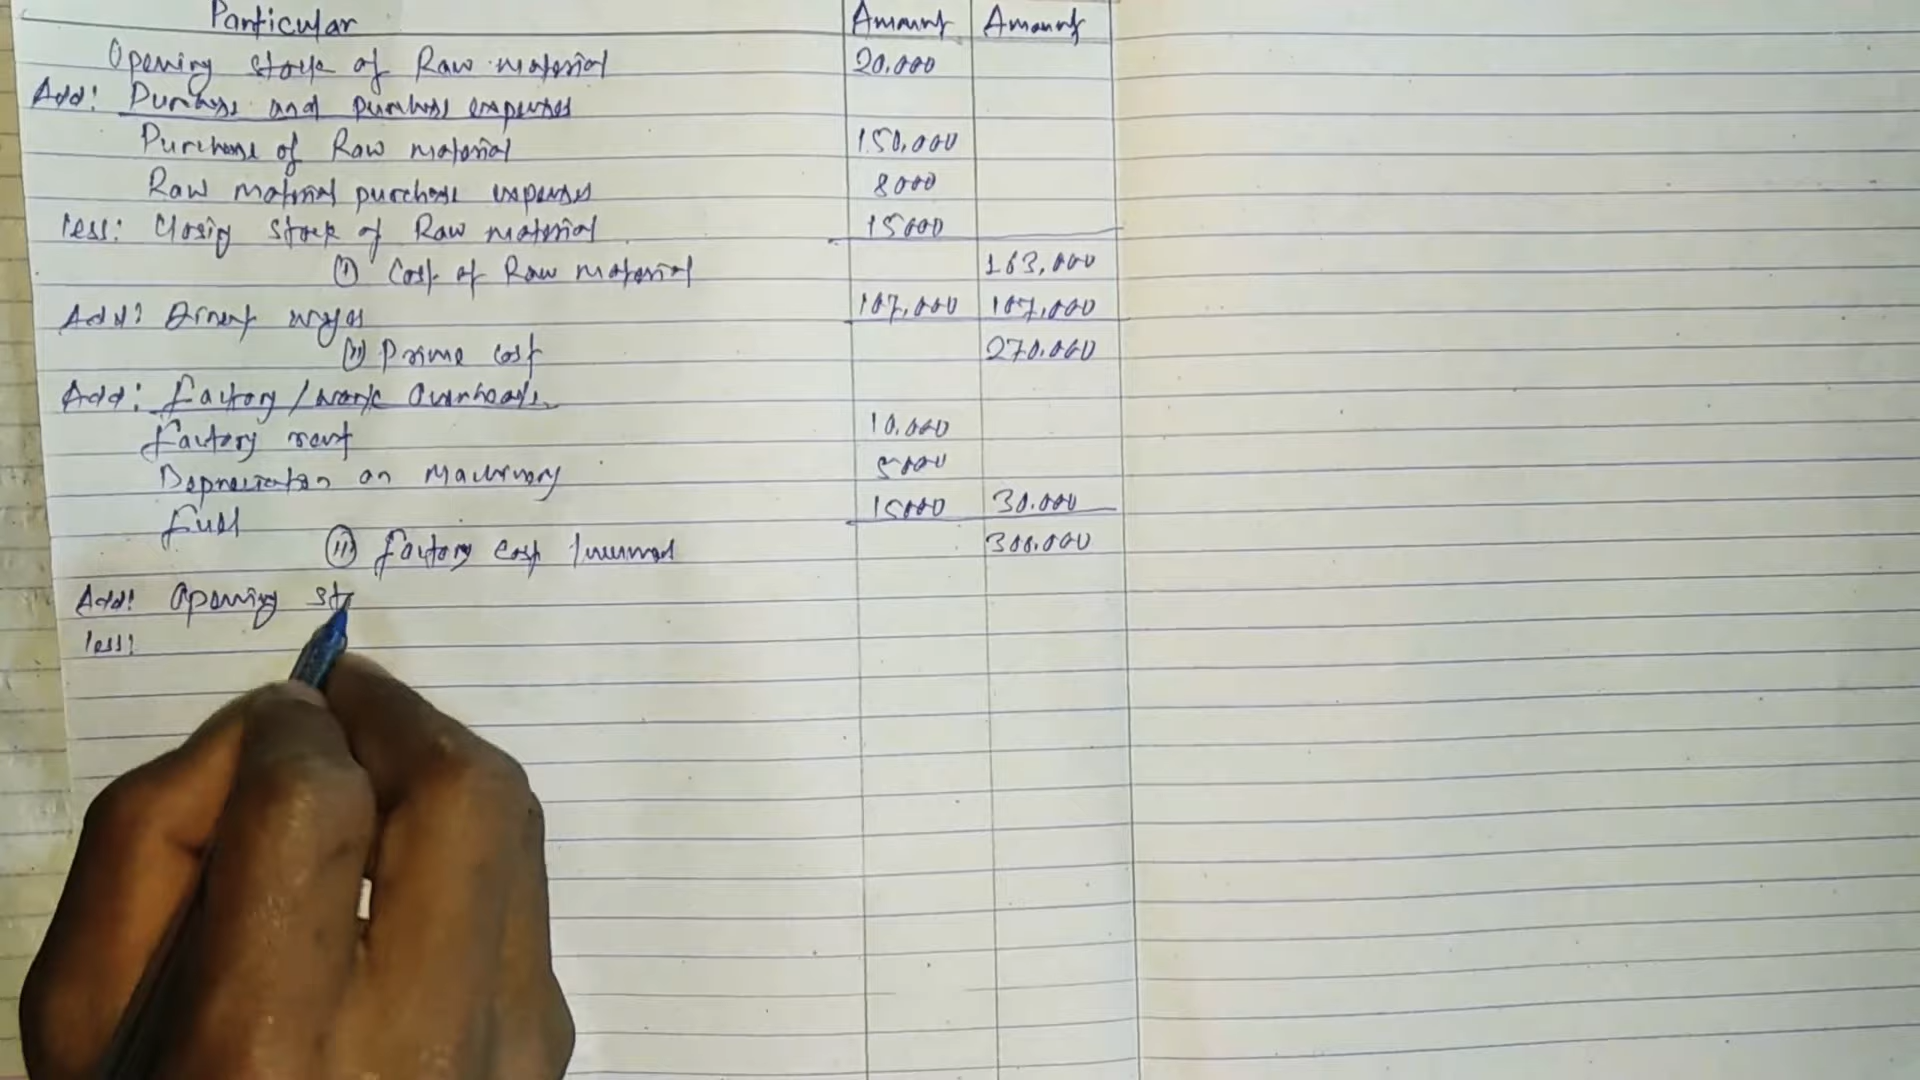 Particular Amount Amount
Opening stock of Raw material 20.000
Add: Purchase and purchase expenses
Purchase of Raw material 150,000
Raw material purchase expenses 8000
less: Closig stock of Raw material 15000
(I) Cost of Raw material 163,000
Add: Direct wages 107,000 107,000
(II) Prime cost 270.000
Add: Factory/work Overheads
Factory rent 10.000
Depreciation on Machinery 5000
Fuel 15000 30.000
(III) Factory cost Incurred 300.000
Add: Opening st
less: